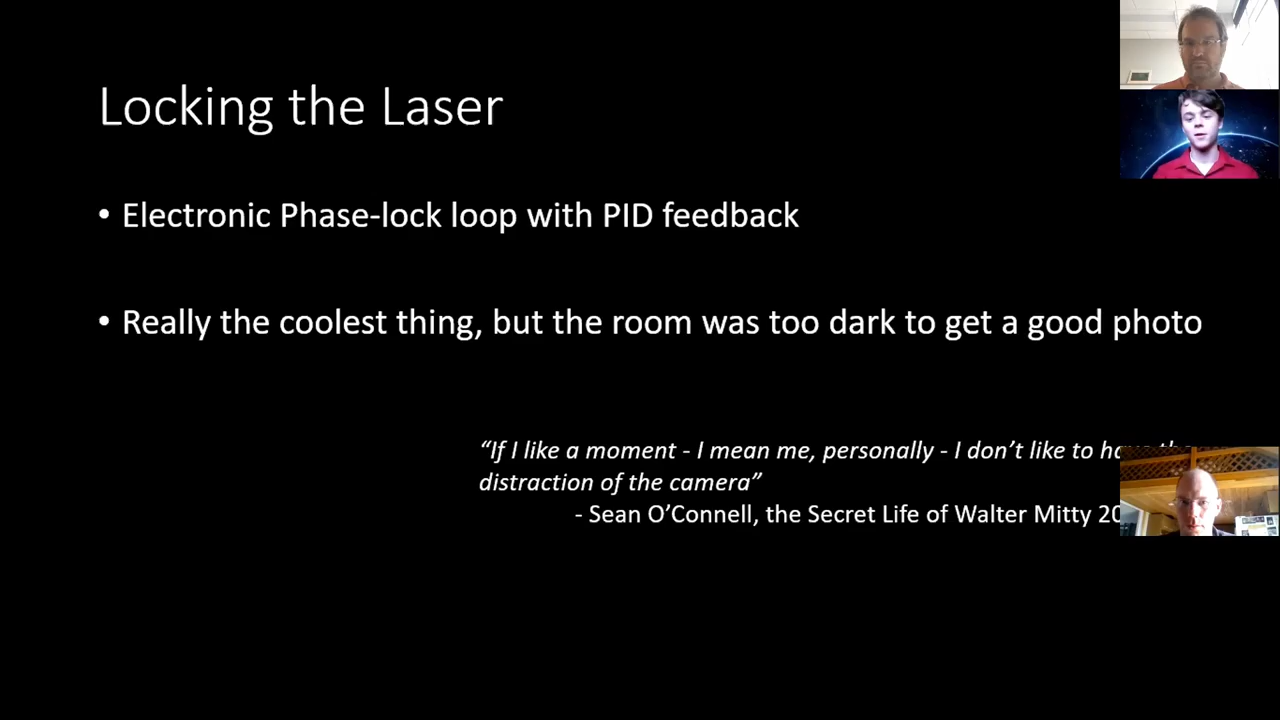 Locking the Laser
• Electronic Phase-lock loop with PID feedback
• Really the coolest thing, but the room was too dark to get a good photo
“If I like a moment - I mean me, personally - I don’t like to
distraction of the camera”
- Sean O’Connell, the Secret Life of Walter Mitty